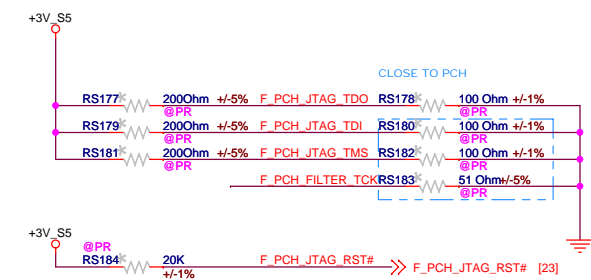 +3V_S5
CLOSE TO PCH
RS177 200Ohm +/-5% F_PCH_JTAG_TDO RS178 100 Ohm +/-1%
@PR @PR
RS179 200Ohm +/-5% F_PCH_JTAG_TDI RS180 100 Ohm +/-1%
@PR @PR
RS181 200Ohm +/-5% F_PCH_JTAG_TMS RS182 100 Ohm +/-1%
@PR @PR
F_PCH_FILTER_TCK RS183 51 Ohm +/-5%
@PR
+3V_S5
@PR
RS184 20K F_PCH_JTAG_RST# F_PCH_JTAG_RST# [23]
+/-1%